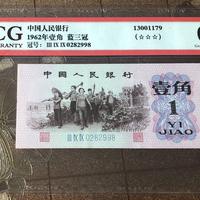 CG
中国人民银行
1962年壹角 蓝三冠
冠号: III IX IX 0282998
13001179
(☆☆☆)
中国人民银行
III IX IX 0282998
壹角
1
YI
JIAO